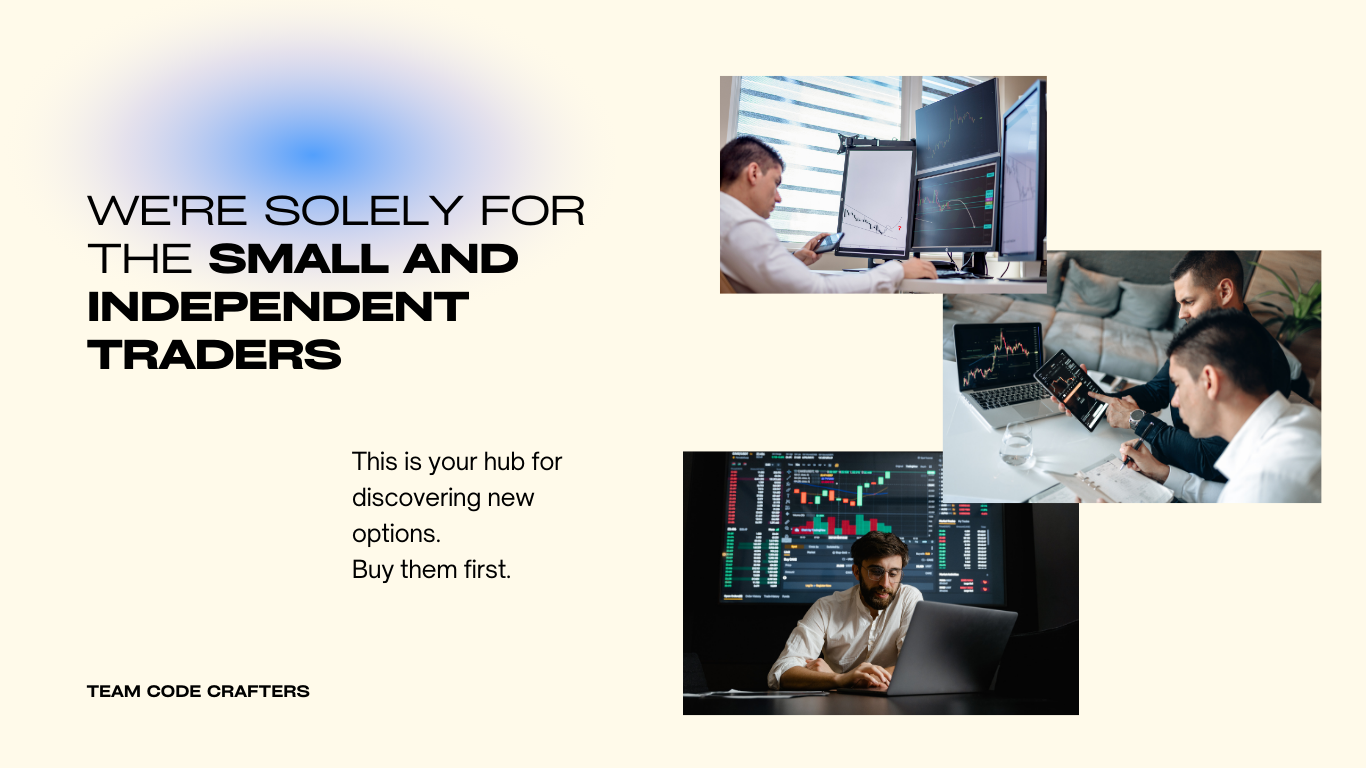 WE'RE SOLELY FOR
THE SMALL AND
INDEPENDENT
TRADERS
This is your hub for
discovering new
options.
Buy them first.
TEAM CODE CRAFTERS